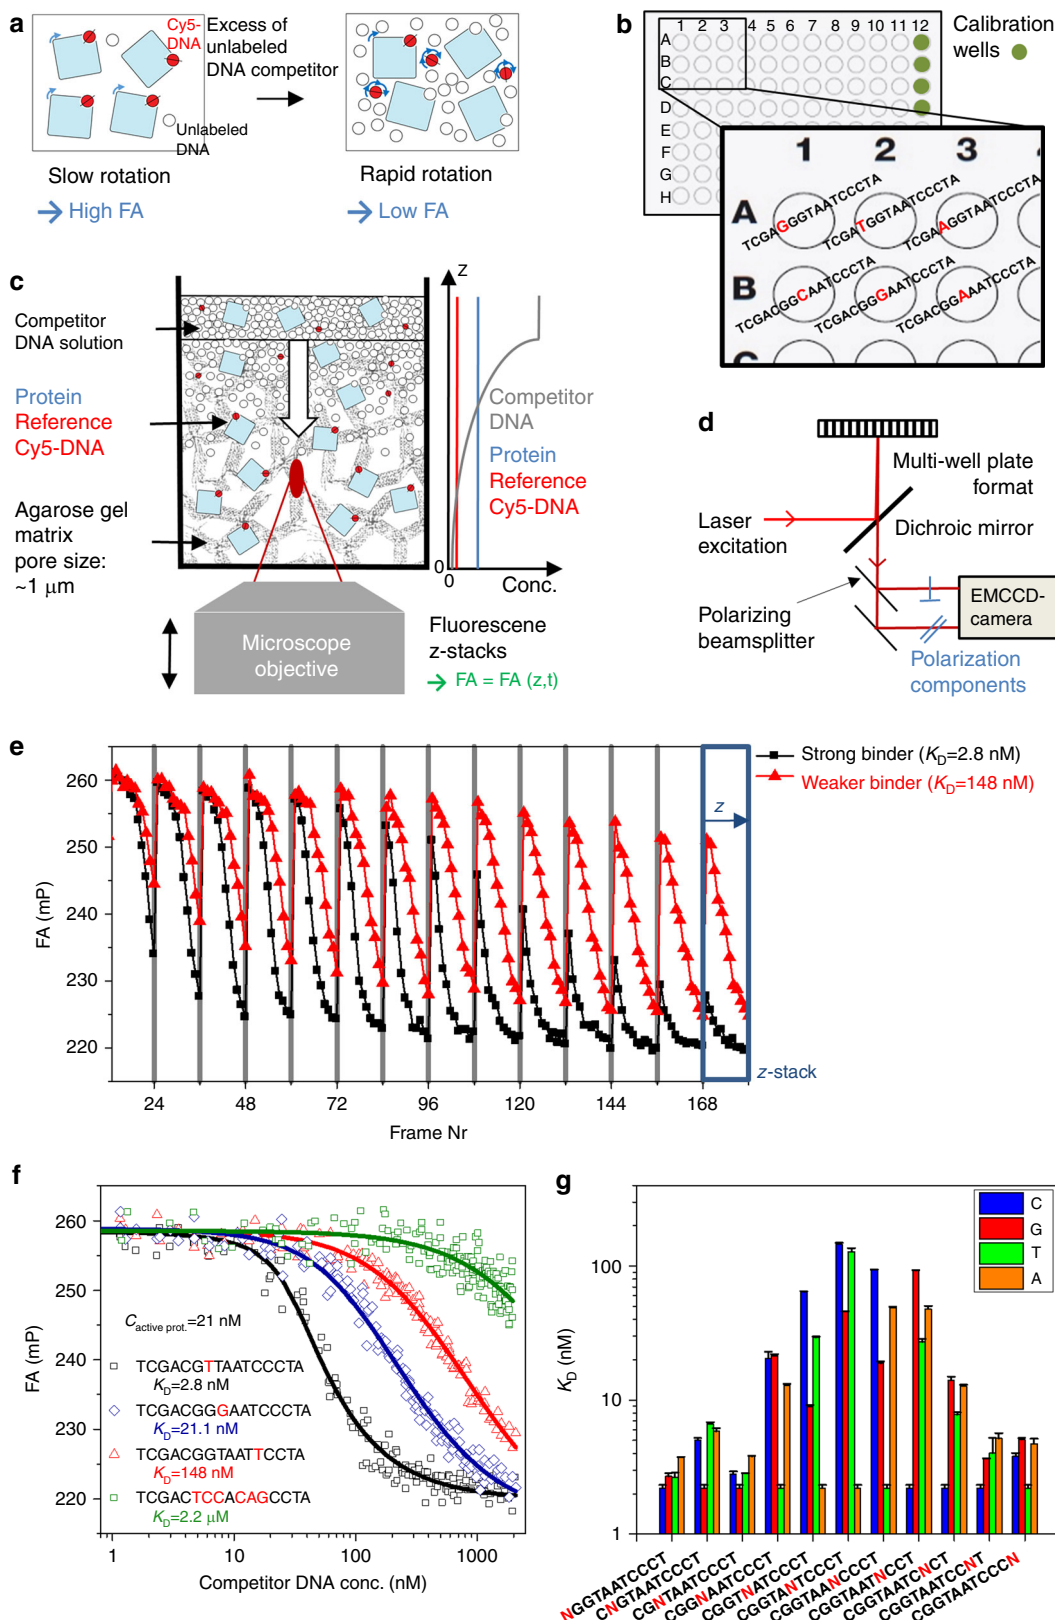 a
Cy5-
DNA
Excess of
unlabeled
DNA competitor
Unlabeled
DNA
Slow rotation
Rapid rotation
→ High FA
→ Low FA
b
1 2 3 4 5 6 7 8 9 10 11 12
A
B
C
D
E
F
G
H
Calibration
wells
1 2 3
A
TCGAGGGTAATCCCTA
TCGATGGTAATCCCTA
TCGAAGGTAATCCCTA
B
TCGACGGCAATCCCTA
TCGACGGGAATCCCTA
TCGACGGAAATCCCTA
C
c
Competitor
DNA solution
Protein
Reference
Cy5-DNA
Agarose gel
matrix
pore size:
~1 μm
z
Competitor
DNA
Protein
Reference
Cy5-DNA
0
0
Conc.
Microscope
objective
Fluorescene
z-stacks
→ FA = FA (z,t)
d
Multi-well plate
format
Laser
excitation
Dichroic mirror
Polarizing
beamsplitter
EMCCD-
camera
Polarization
components
e
Strong binder (KD=2.8 nM)
Weaker binder (KD=148 nM)
z
z-stack
FA (mP)
260
250
240
230
220
24 48 72 96 120 144 168
Frame Nr
f
FA (mP)
260
250
240
230
220
Cactive prot.=21 nM
TCGACGTTAATCCCTA
KD=2.8 nM
TCGACGGGAATCCCTA
KD=21.1 nM
TCGACGGTAATTCCTA
KD=148 nM
TCGACTCCACAGCCTA
KD=2.2 μM
1 10 100 1000
Competitor DNA conc. (nM)
g
C
G
T
A
KD (nM)
100
10
1
NGGTAATCCCT
CNGTAATCCCT
CGNTAATCCCT
CGGNAATCCCT
CGGTNATCCCT
CGGTANTCCCT
CGGTAANCCCT
CGGTAATNCCT
CGGTAATCNCT
CGGTAATCCNT
CGGTAATCCCN